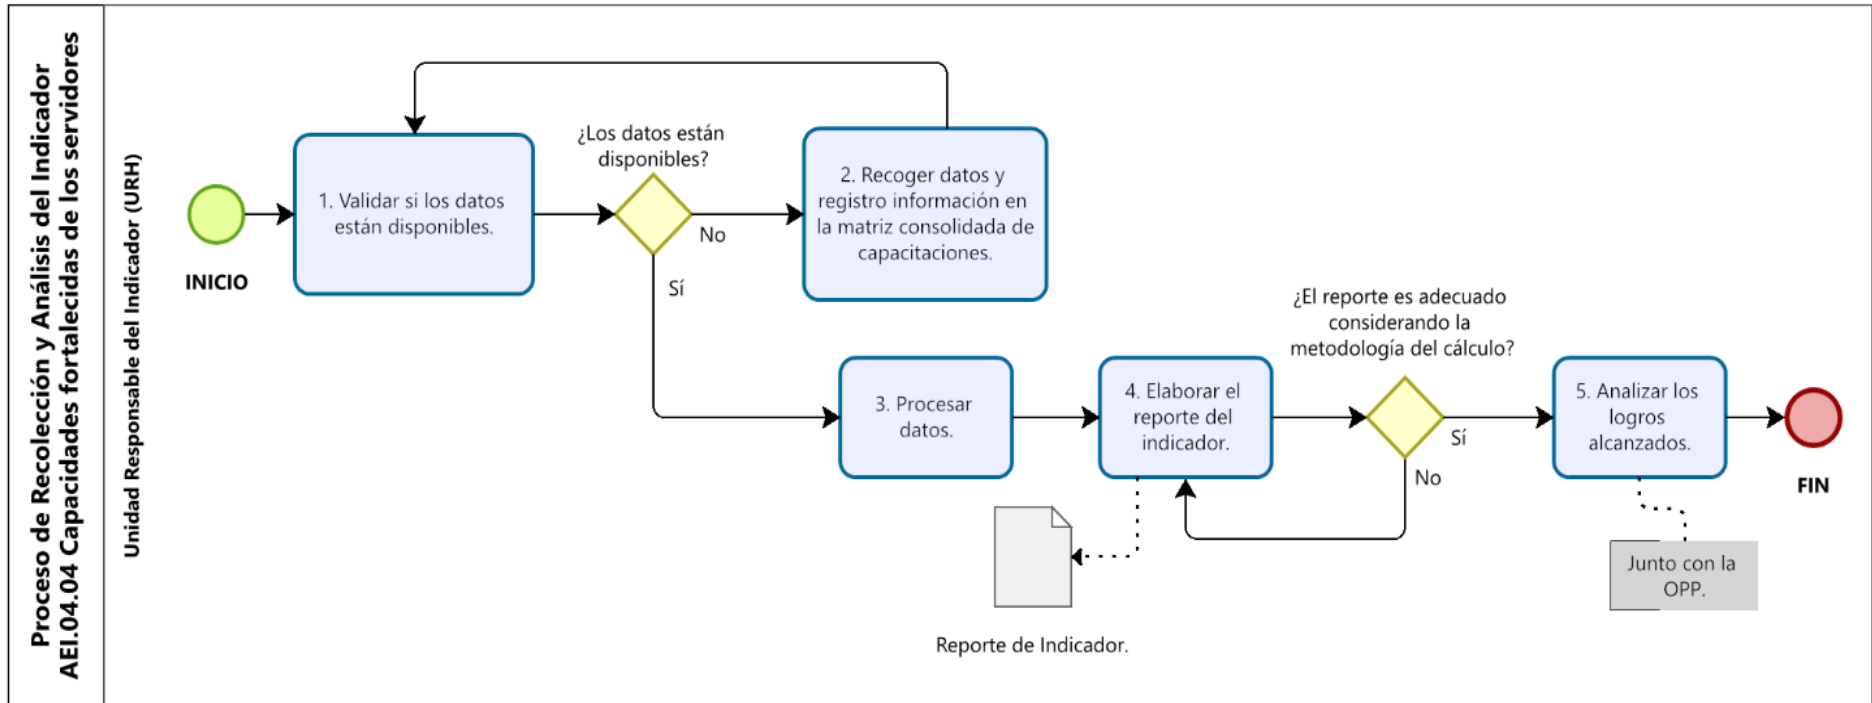 Proceso de Recolección y Análisis del Indicador
AEI.04.04 Capacidades fortalecidas de los servidores
Unidad Responsable del Indicador (URH)
INICIO
1. Validar si los datos
están disponibles.
¿Los datos están
disponibles?
No
Sí
2. Recoger datos y
registro información en
la matriz consolidada de
capacitaciones.
3. Procesar
datos.
4. Elaborar el
reporte del
indicador.
Reporte de Indicador.
¿El reporte es adecuado
considerando la
metodología del cálculo?
Sí
No
5. Analizar los
logros
alcanzados.
Junto con la
OPP.
FIN